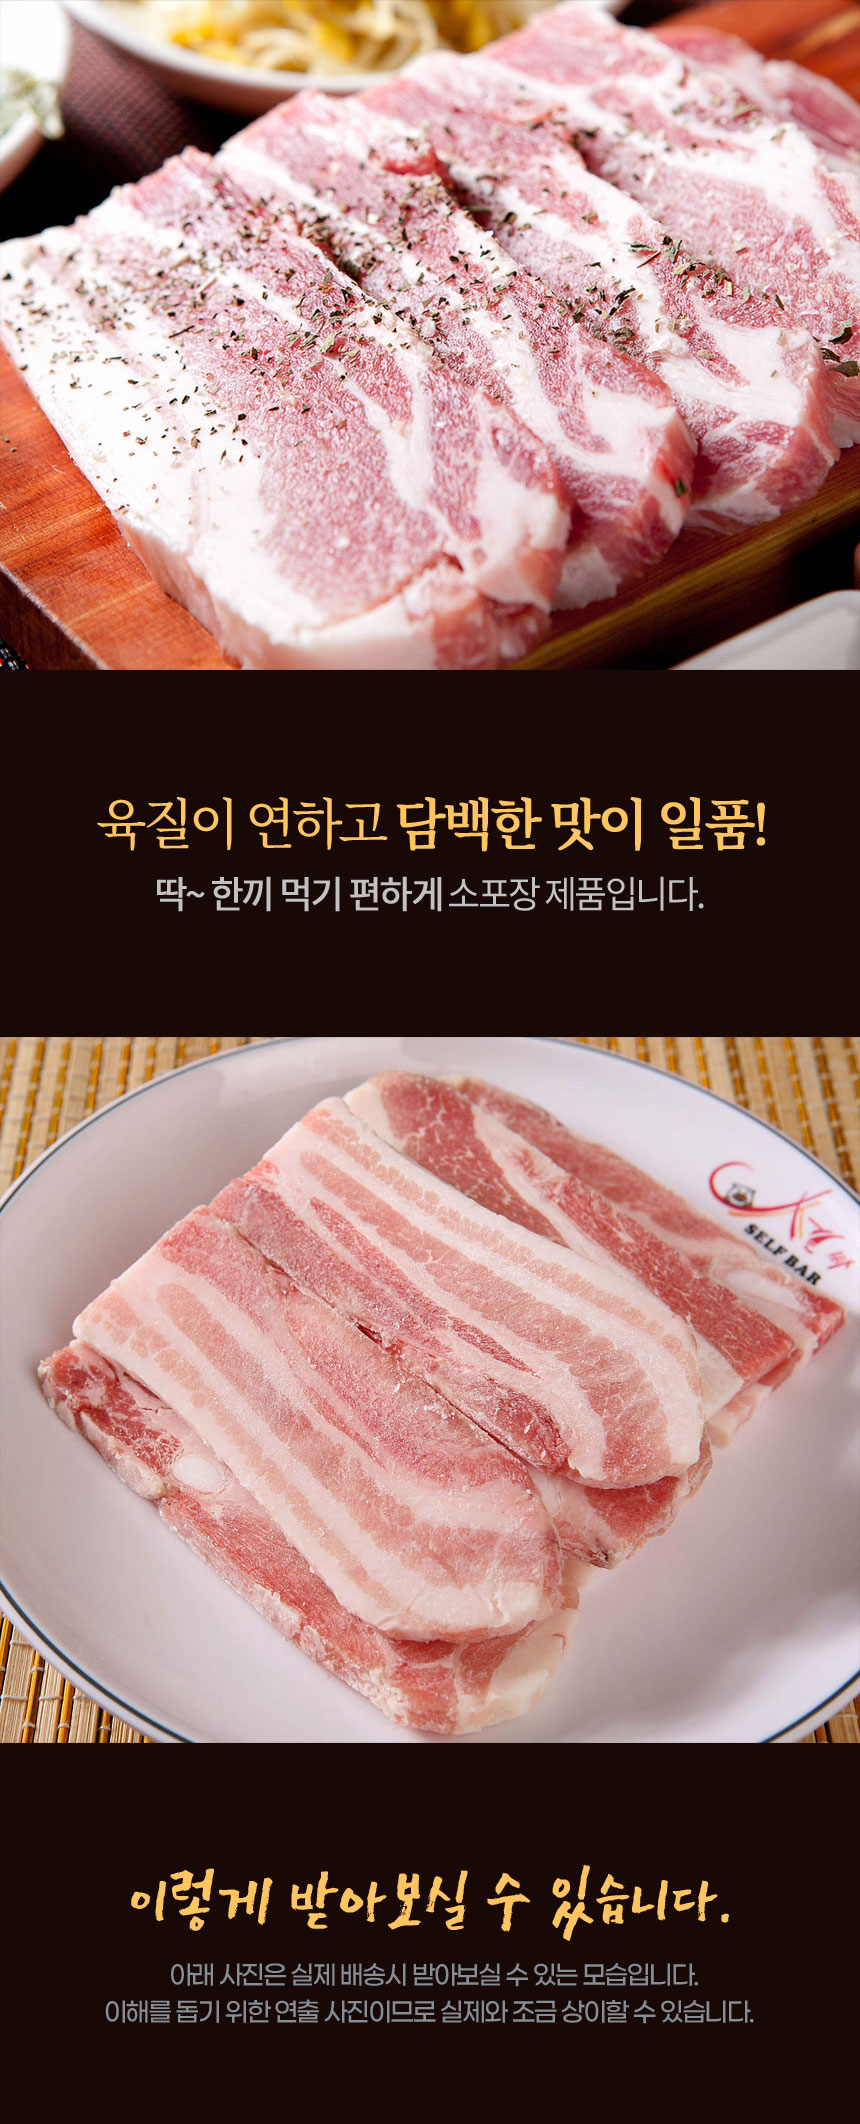 육질이 연하고 담백한 맛이 일품!
딱~ 한끼 먹기 편하게 소포장 제품입니다.
SELF BAR
이렇게 받아보실 수 있습니다.
아래 사진은 실제 배송시 받아보실 수 있는 모습입니다.
이해를 돕기 위한 연출 사진이므로 실제와 조금 상이할 수 있습니다.